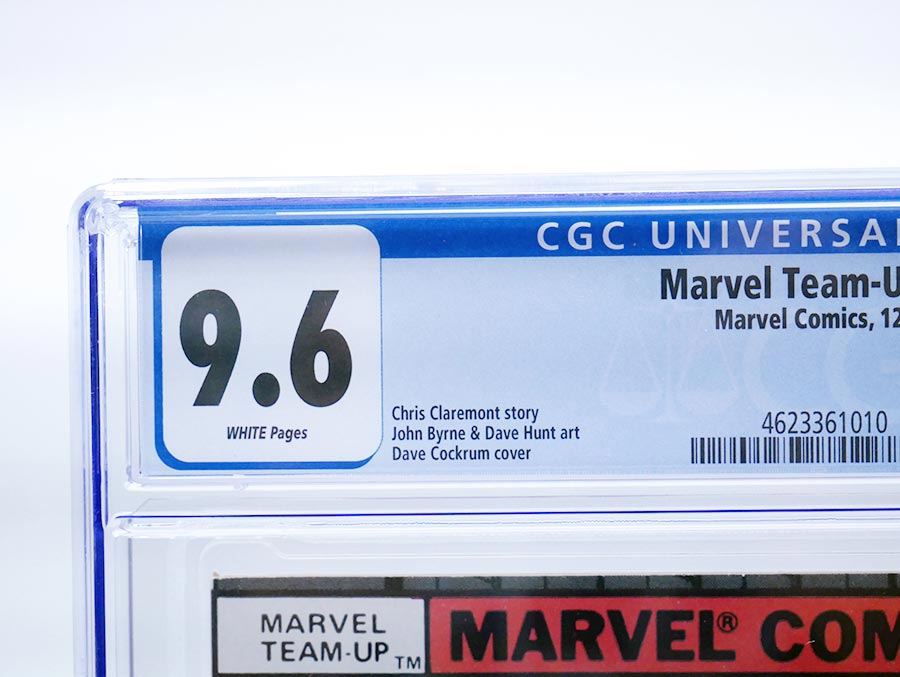 CGC UNIVERSA
9.6
WHITE Pages
Marvel Team-U
Marvel Comics, 12
Chris Claremont story
John Byrne & Dave Hunt art
Dave Cockrum cover
4623361010
MARVEL
TEAM-UP TM
MARVEL® COM